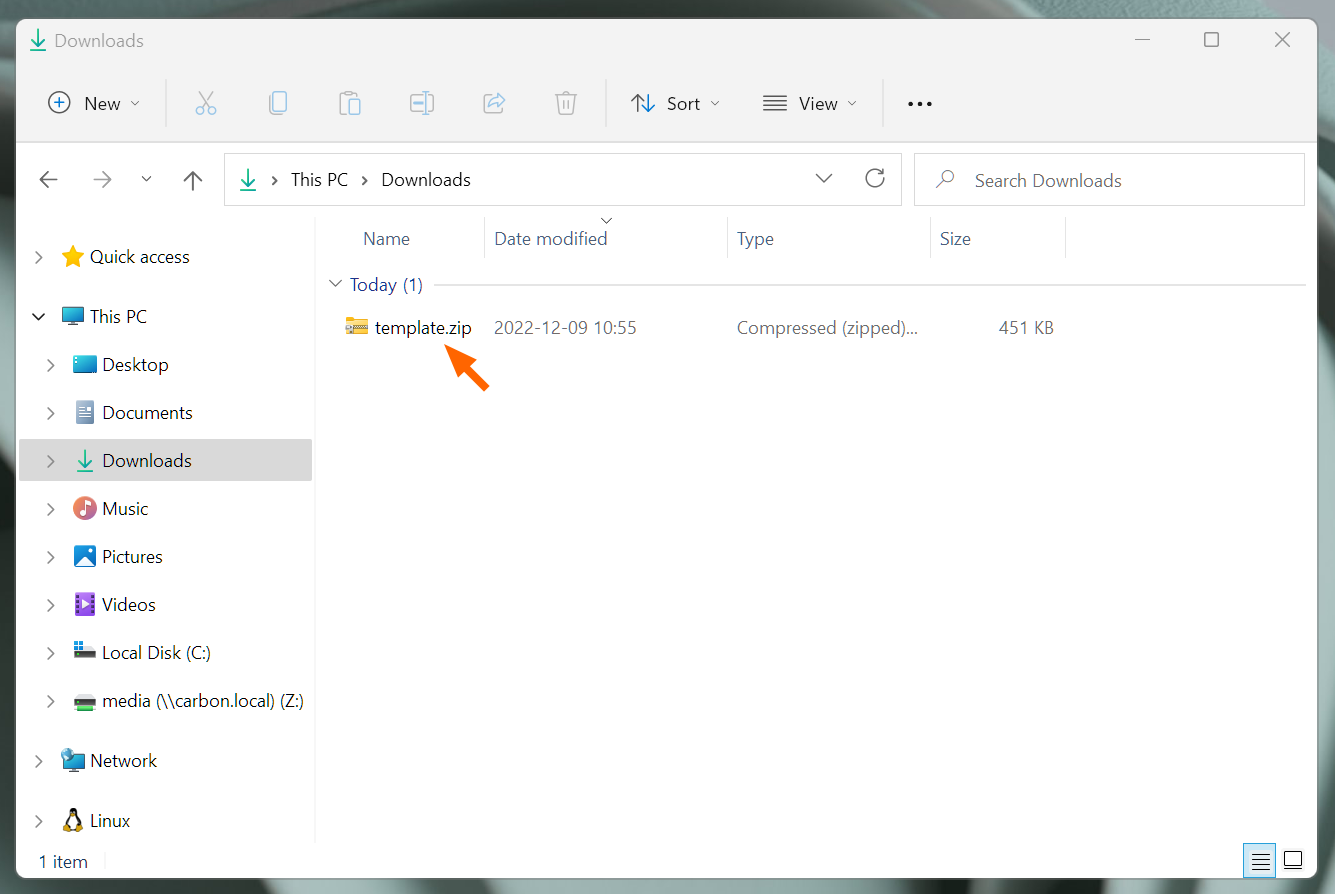 Downloads
New
Sort
View
This PC
Downloads
Search Downloads
Name
Date modified
Type
Size
Today (1)
template.zip
2022-12-09 10:55
Compressed (zipped)...
451 KB
Quick access
This PC
Desktop
Documents
Downloads
Music
Pictures
Videos
Local Disk (C:)
media (\\carbon.local) (Z:)
Network
Linux
1 item